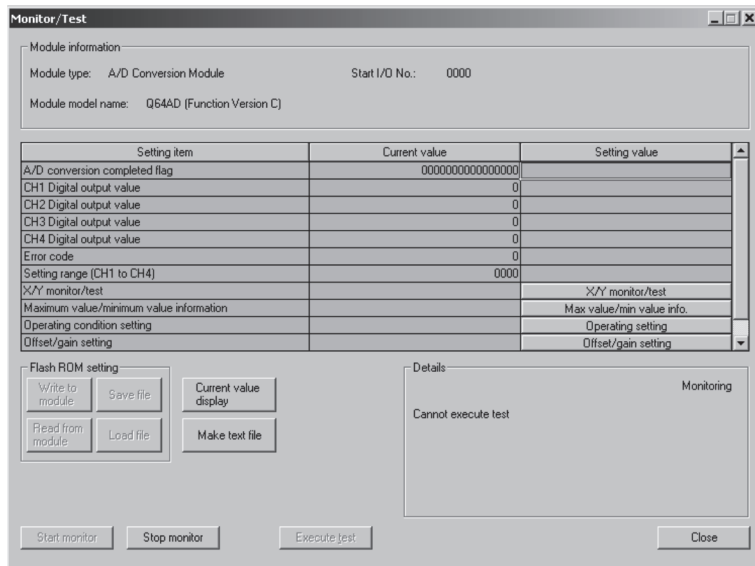 Monitor/Test
Module information
Module type: A/D Conversion Module Start I/O No.: 0000
Module model name: Q64AD (Function Version C)
Setting item Current value Setting value
A/D conversion completed flag 0000000000000000
CH1 Digital output value 0
CH2 Digital output value 0
CH3 Digital output value 0
CH4 Digital output value 0
Error code 0
Setting range (CH1 to CH4) 0000
X/Y monitor/test X/Y monitor/test
Maximum value/minimum value information Max value/min value info.
Operating condition setting Operating setting
Offset/gain setting Offset/gain setting
Flash ROM setting
Write to
module
Save file
Current value
display
Read from
module
Load file
Make text file
Details
Monitoring
Cannot execute test
Start monitor Stop monitor Execute test Close